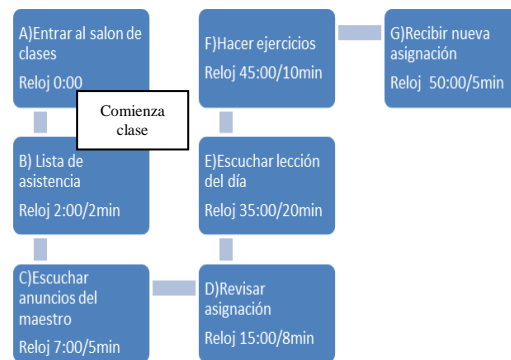 A)Entrar al salon de
clases
Reloj 0:00
Comienza
clase
B) Lista de
asistencia
Reloj 2:00/2min
C)Escuchar
anuncios del
maestro
Reloj 7:00/5min
D)Revisar
asignación
Reloj 15:00/8min
E)Escuchar lección
del día
Reloj 35:00/20min
F)Hacer ejercicios
Reloj 45:00/10min
G)Recibir nueva
asignación
Reloj 50:00/5min